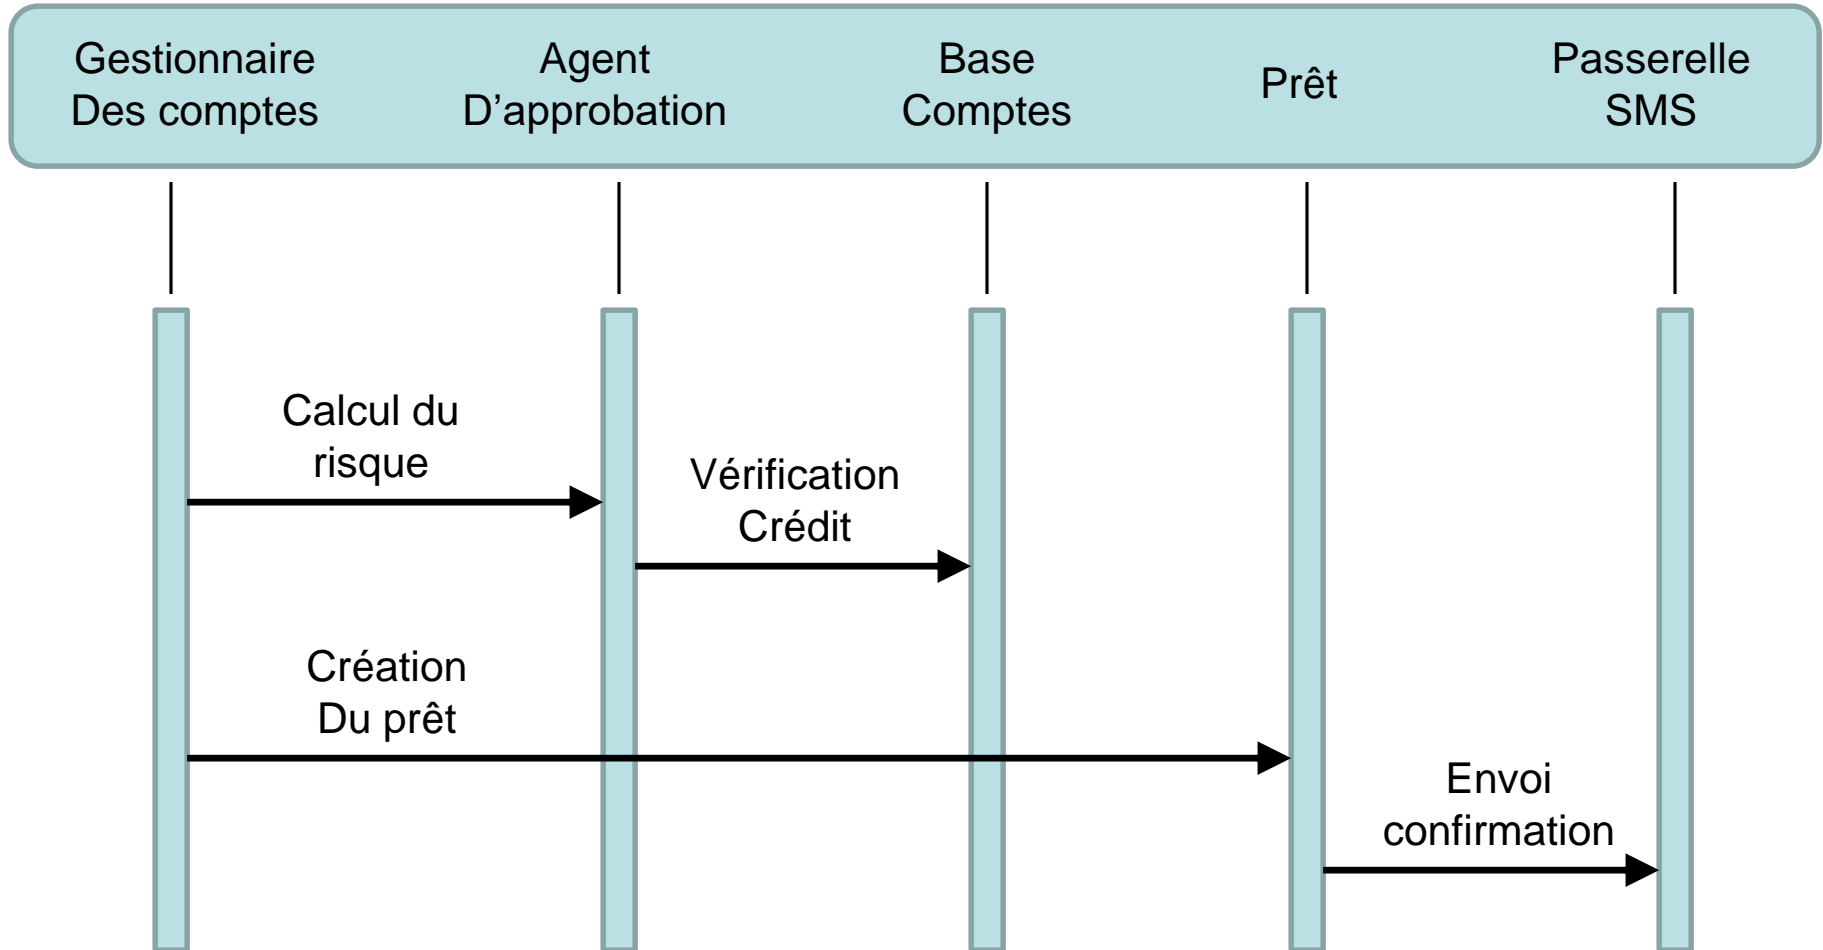 Gestionnaire
Des comptes
Agent
D’approbation
Base
Comptes
Prêt
Passerelle
SMS
Calcul du
risque
Vérification
Crédit
Création
Du prêt
Envoi
confirmation